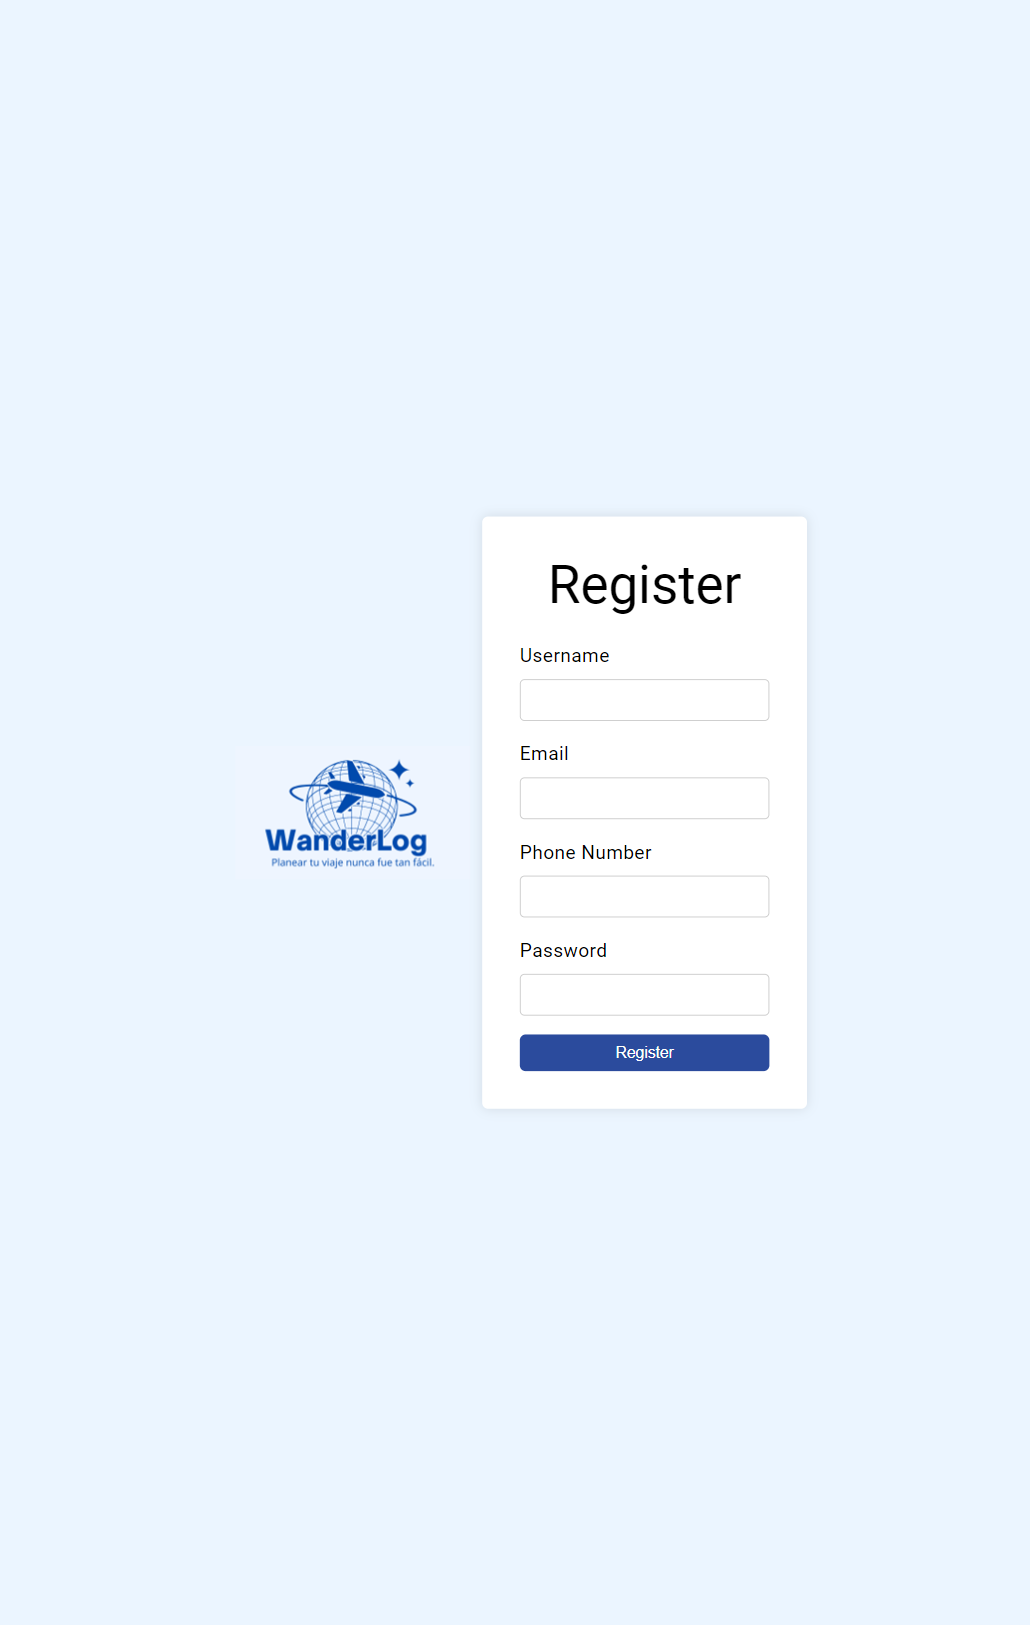 WanderLog
Planear tu viaje nunca fue tan fácil.
Register
Username
Email
Phone Number
Password
Register